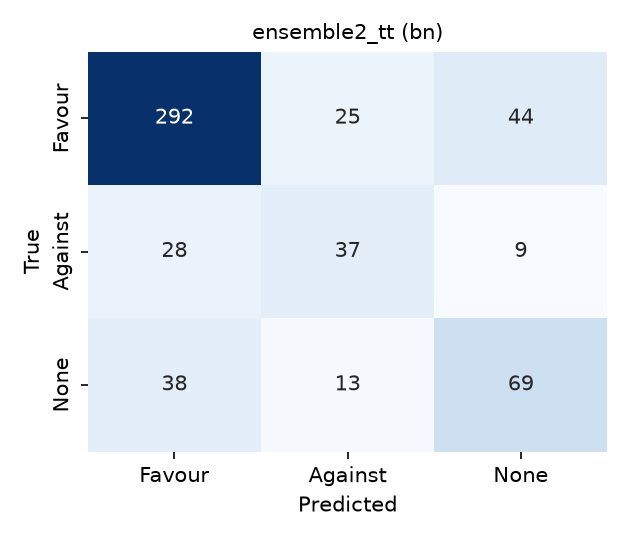 ensemble2_tt (bn)
True
Favour
292 25 44
Against
28 37 9
None
38 13 69
Favour Against None
Predicted